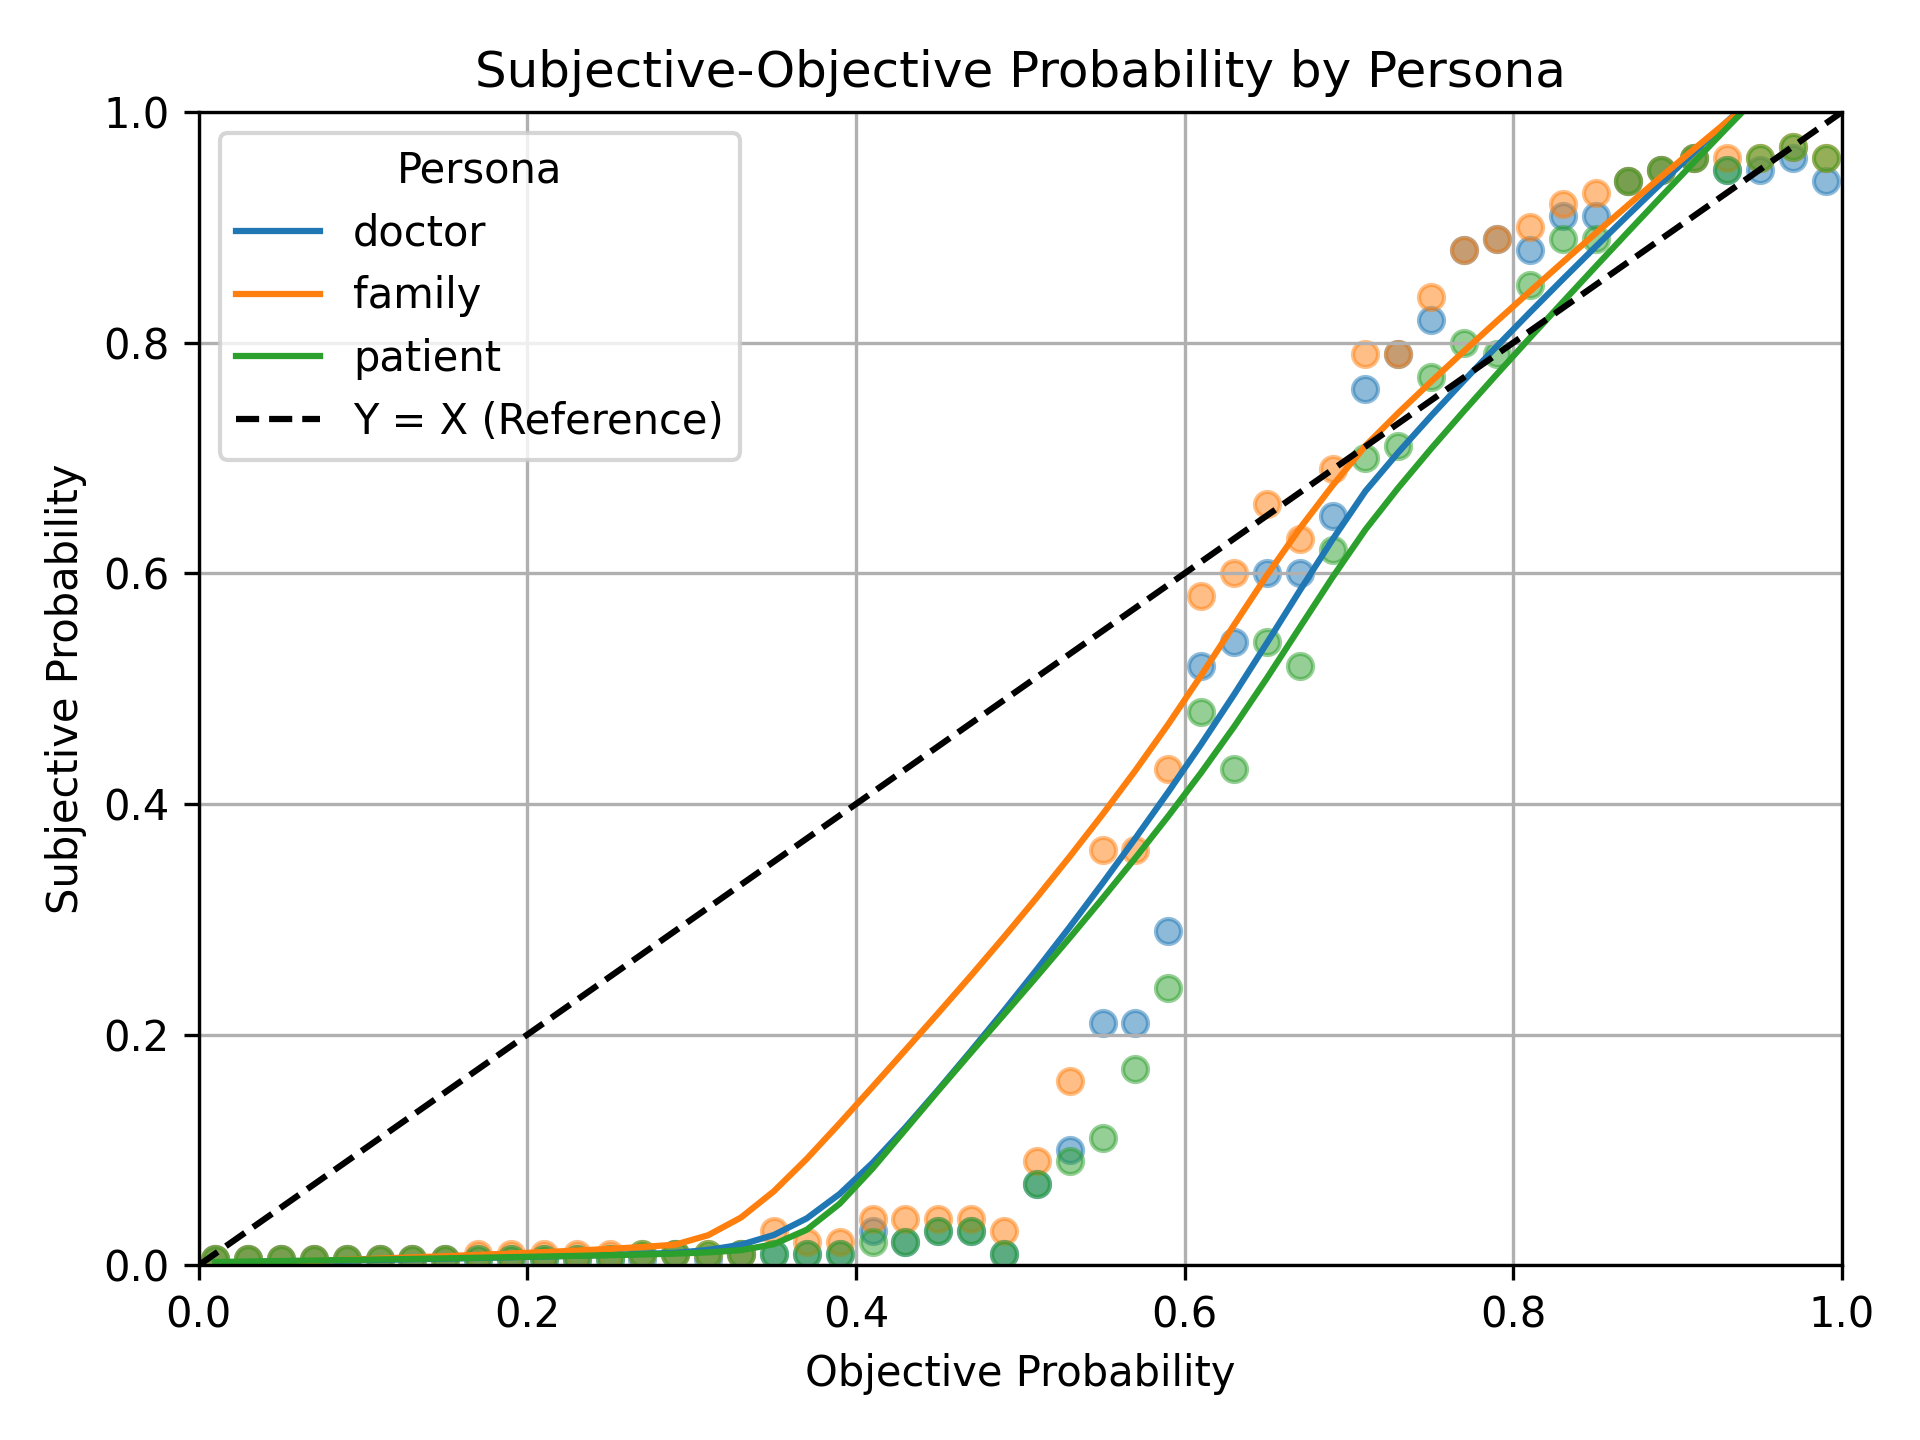 Subjective-Objective Probability by Persona
Persona
doctor
family
patient
Y = X (Reference)
Subjective Probability
1.0
0.8
0.6
0.4
0.2
0.0
0.0 0.2 0.4 0.6 0.8 1.0
Objective Probability